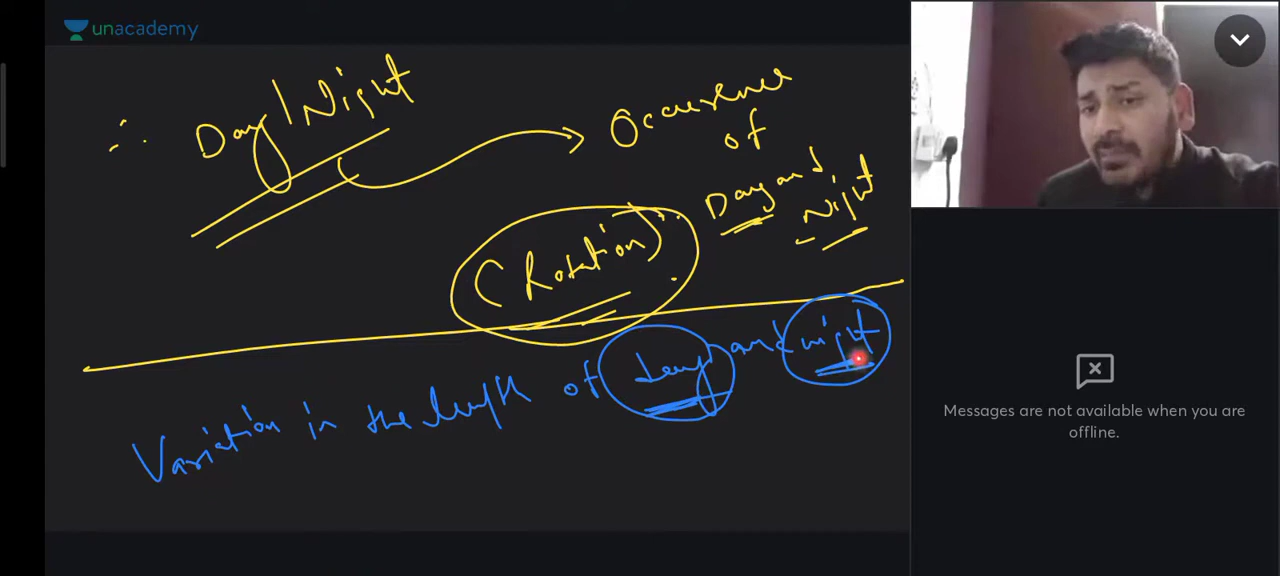 unacademy
∴ Day/Night
Occurence
of
Day and
Night
(Rotation)
Variation in the length of day and night
Messages are not available when you are
offline.